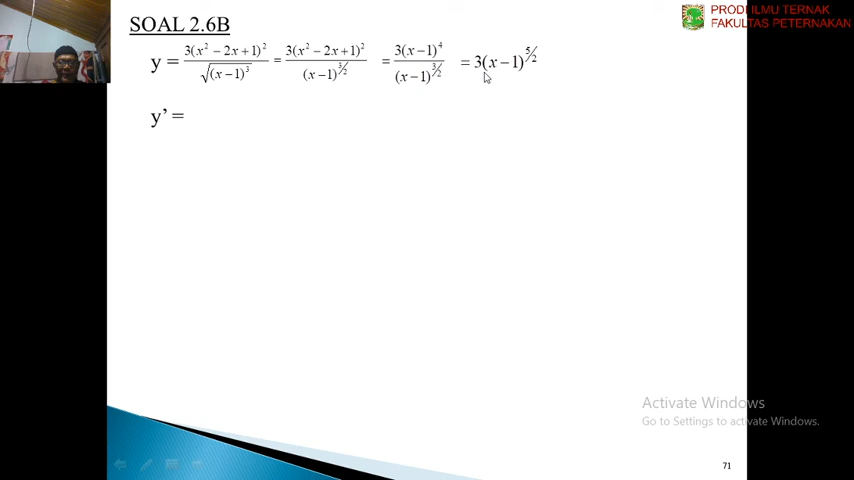 PRODI ILMU TERNAK
FAKULTAS PETERNAKAN
SOAL 2.6B
y = 3(x² − 2x + 1)² / √(x − 1)³ = 3(x² − 2x + 1)² / (x − 1)^3/2 = 3(x − 1)⁴ / (x − 1)^3/2 = 3(x − 1)^5/2
y’ =
Activate Windows
Go to Settings to activate Windows.
71